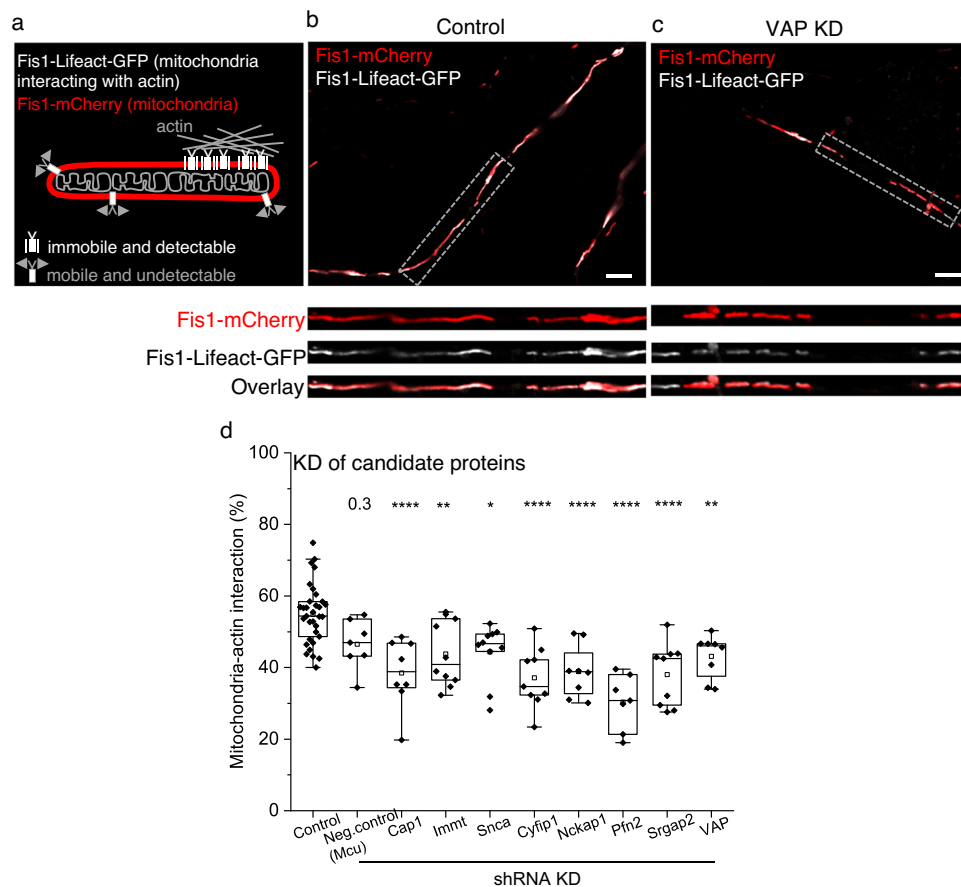 a
Fis1-Lifeact-GFP (mitochondria
interacting with actin)
Fis1-mCherry (mitochondria)
actin
immobile and detectable
mobile and undetectable
b
Control
Fis1-mCherry
Fis1-Lifeact-GFP
c
VAP KD
Fis1-mCherry
Fis1-Lifeact-GFP
Fis1-mCherry
Fis1-Lifeact-GFP
Overlay
d
KD of candidate proteins
Mitochondria-actin interaction (%)
100
80
60
40
20
0
0.3 **** ** * **** **** **** **** **
Control
Neg.control
(Mcu)
Cap1
Immt
Snca
Cyfip1
Nckap1
Pfn2
Srgap2
VAP
shRNA KD